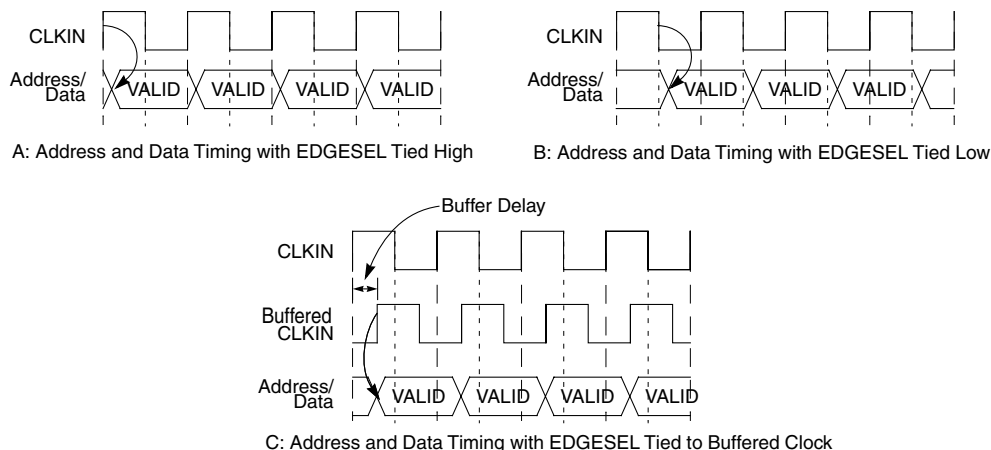 CLKIN
Address/
Data
VALID VALID VALID VALID
A: Address and Data Timing with EDGESEL Tied High
CLKIN
Address/
Data
VALID VALID VALID
B: Address and Data Timing with EDGESEL Tied Low
Buffer Delay
CLKIN
Buffered
CLKIN
Address/
Data
VALID VALID VALID VALID
C: Address and Data Timing with EDGESEL Tied to Buffered Clock